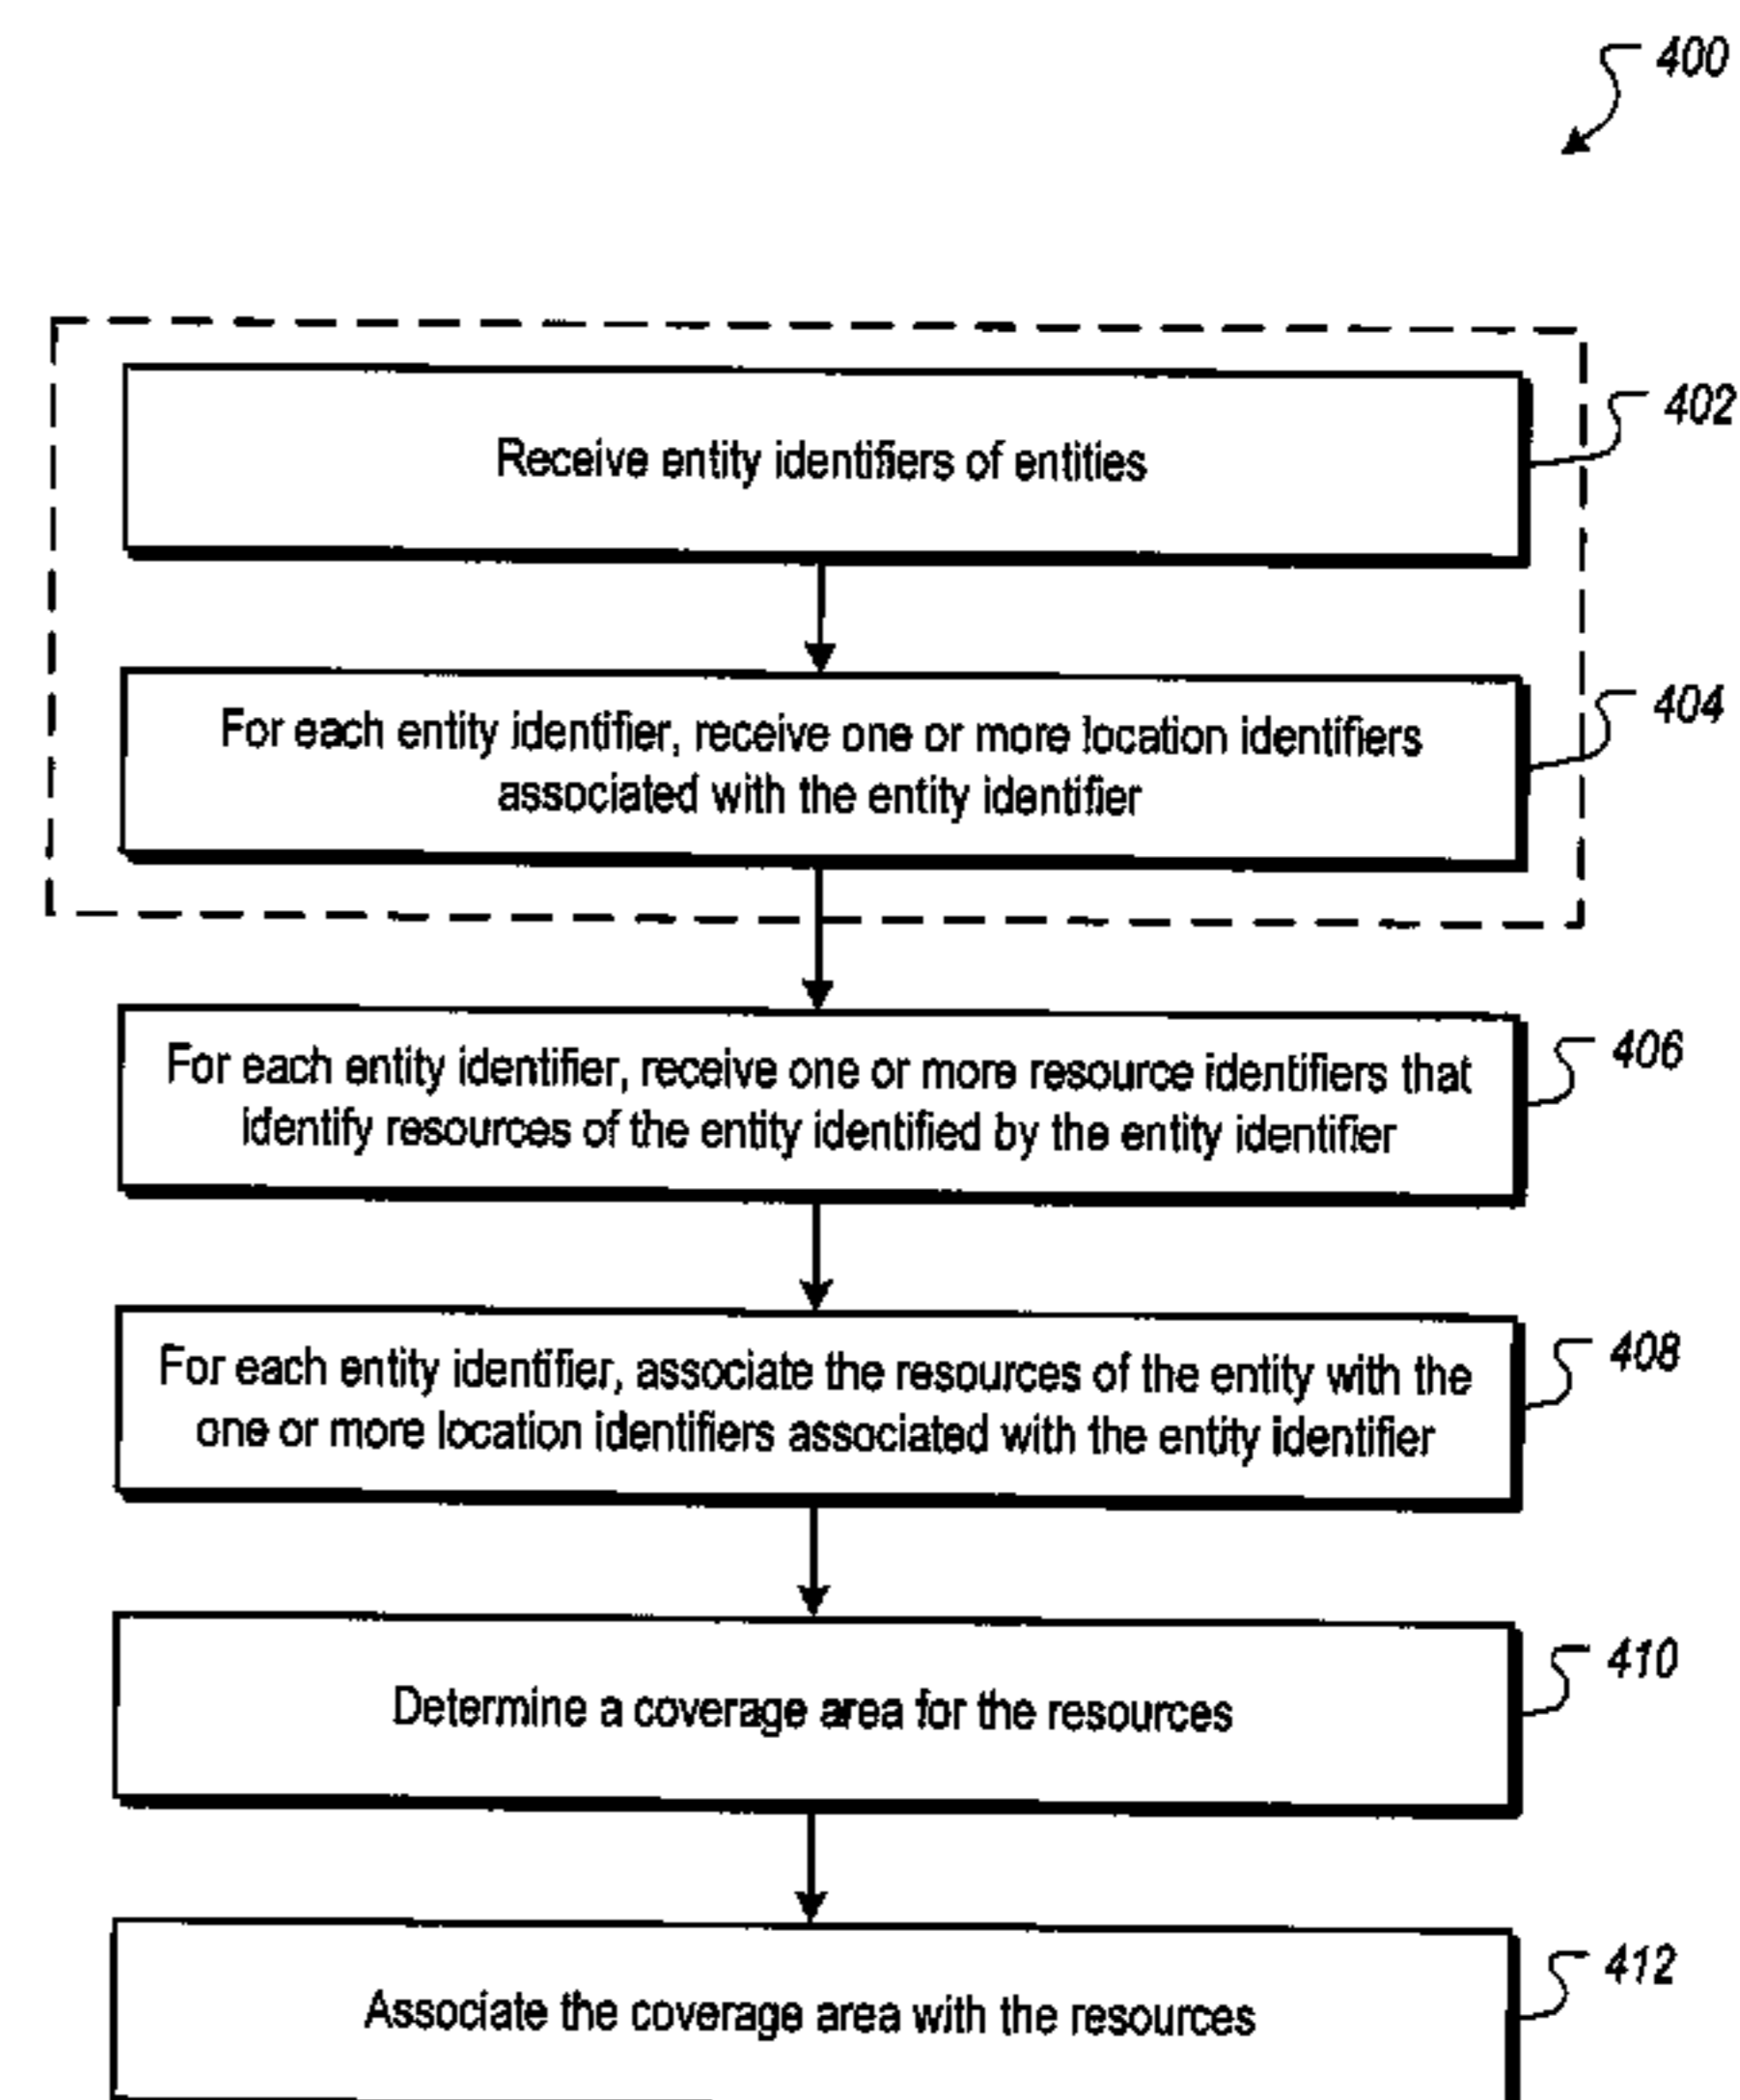 400
Receive entity identifiers of entities
402
For each entity identifier, receive one or more location identifiers
associated with the entity identifier
404
For each entity identifier, receive one or more resource identifiers that
identify resources of the entity identified by the entity identifier
406
For each entity identifier, associate the resources of the entity with the
one or more location identifiers associated with the entity identifier
408
Determine a coverage area for the resources
410
Associate the coverage area with the resources
412